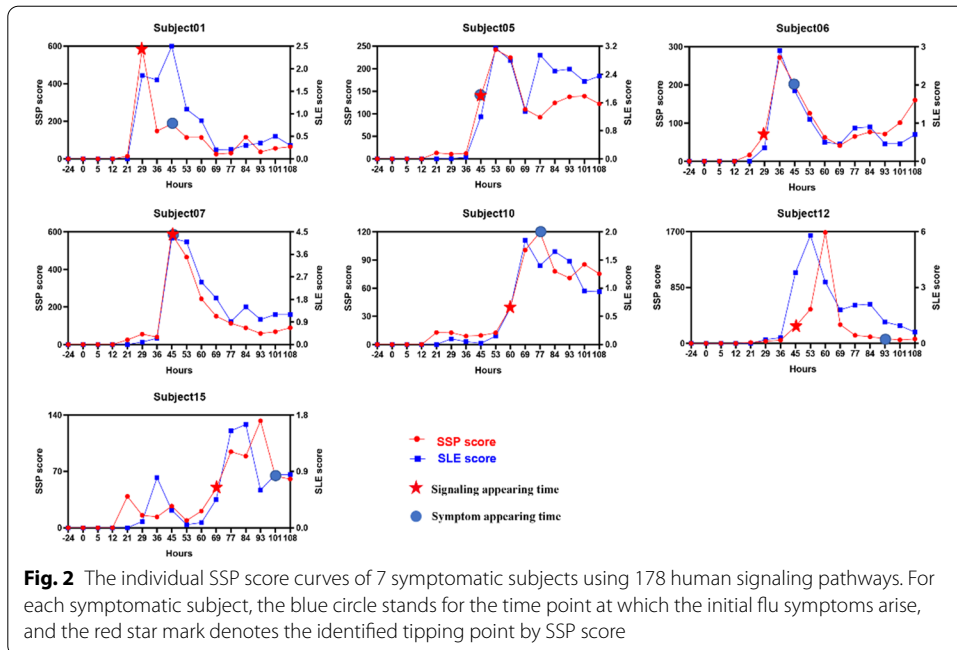 Subject01
600
400
200
0
SSP score
2.5
2.0
1.5
1.0
0.5
0.0
SLE score
-24 0 5 12 21 29 36 45 53 60 69 77 84 93 101 108
Hours
Subject05
250
200
150
100
50
0
SSP score
3.2
2.4
1.6
0.8
0.0
SLE score
-24 0 5 12 21 29 36 45 53 60 69 77 84 93 101 108
Hours
Subject06
300
200
100
0
SSP score
3
2
1
0
SLE score
-24 0 5 12 21 29 36 45 53 60 69 77 84 93 101 108
Hours
Subject07
600
400
200
0
SSP score
4.5
3.6
2.7
1.8
0.9
0.0
SLE score
-24 0 5 12 21 29 36 45 53 60 69 77 84 93 101 108
Hours
Subject10
120
90
60
30
0
SSP score
2.0
1.5
1.0
0.5
0.0
SLE score
-24 0 5 12 21 29 36 45 53 60 69 77 84 93 101 108
Hours
Subject12
1700
850
0
SSP score
6
3
0
SLE score
-24 0 5 12 21 29 36 45 53 60 69 77 84 93 101 108
Hours
Subject15
140
70
0
SSP score
1.8
0.9
0.0
SLE score
-24 0 5 12 21 29 36 45 53 60 69 77 84 93 101 108
Hours
SSP score
SLE score
Signaling appearing time
Symptom appearing time
Fig. 2 The individual SSP score curves of 7 symptomatic subjects using 178 human signaling pathways. For
each symptomatic subject, the blue circle stands for the time point at which the initial flu symptoms arise,
and the red star mark denotes the identified tipping point by SSP score